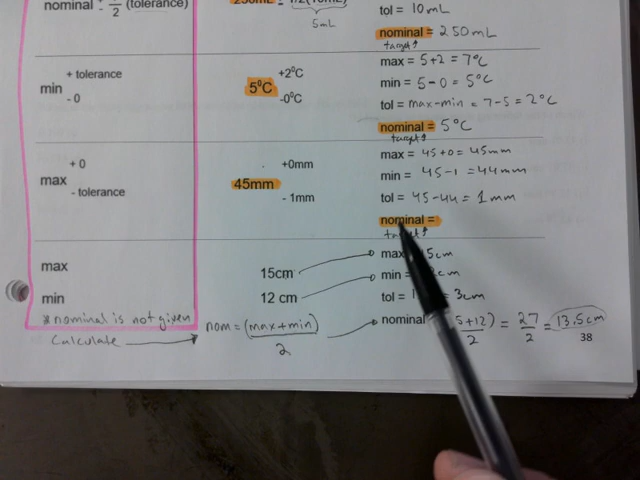 nominal ± 1/2 (tolerance)
5mL
tol = 10mL
nominal = 250mL
target ↑
min + tolerance - 0
5°C +2°C -0°C
max = 5+2 = 7°C
min = 5-0 = 5°C
tol = max-min = 7-5 = 2°C
nominal = 5°C
target ↑
max + 0 - tolerance
45mm +0mm - 1mm
max = 45+0 = 45mm
min = 45-1 = 44mm
tol = 45-44 = 1mm
nominal =
target ↑
max 15cm max 5cm
min 12 cm min = cm
tol = 1 = 3cm
* nominal is not given
Calculate → nom = (max+min)/2
nominal 5+12)/2 = 27/2 = 13.5cm
38